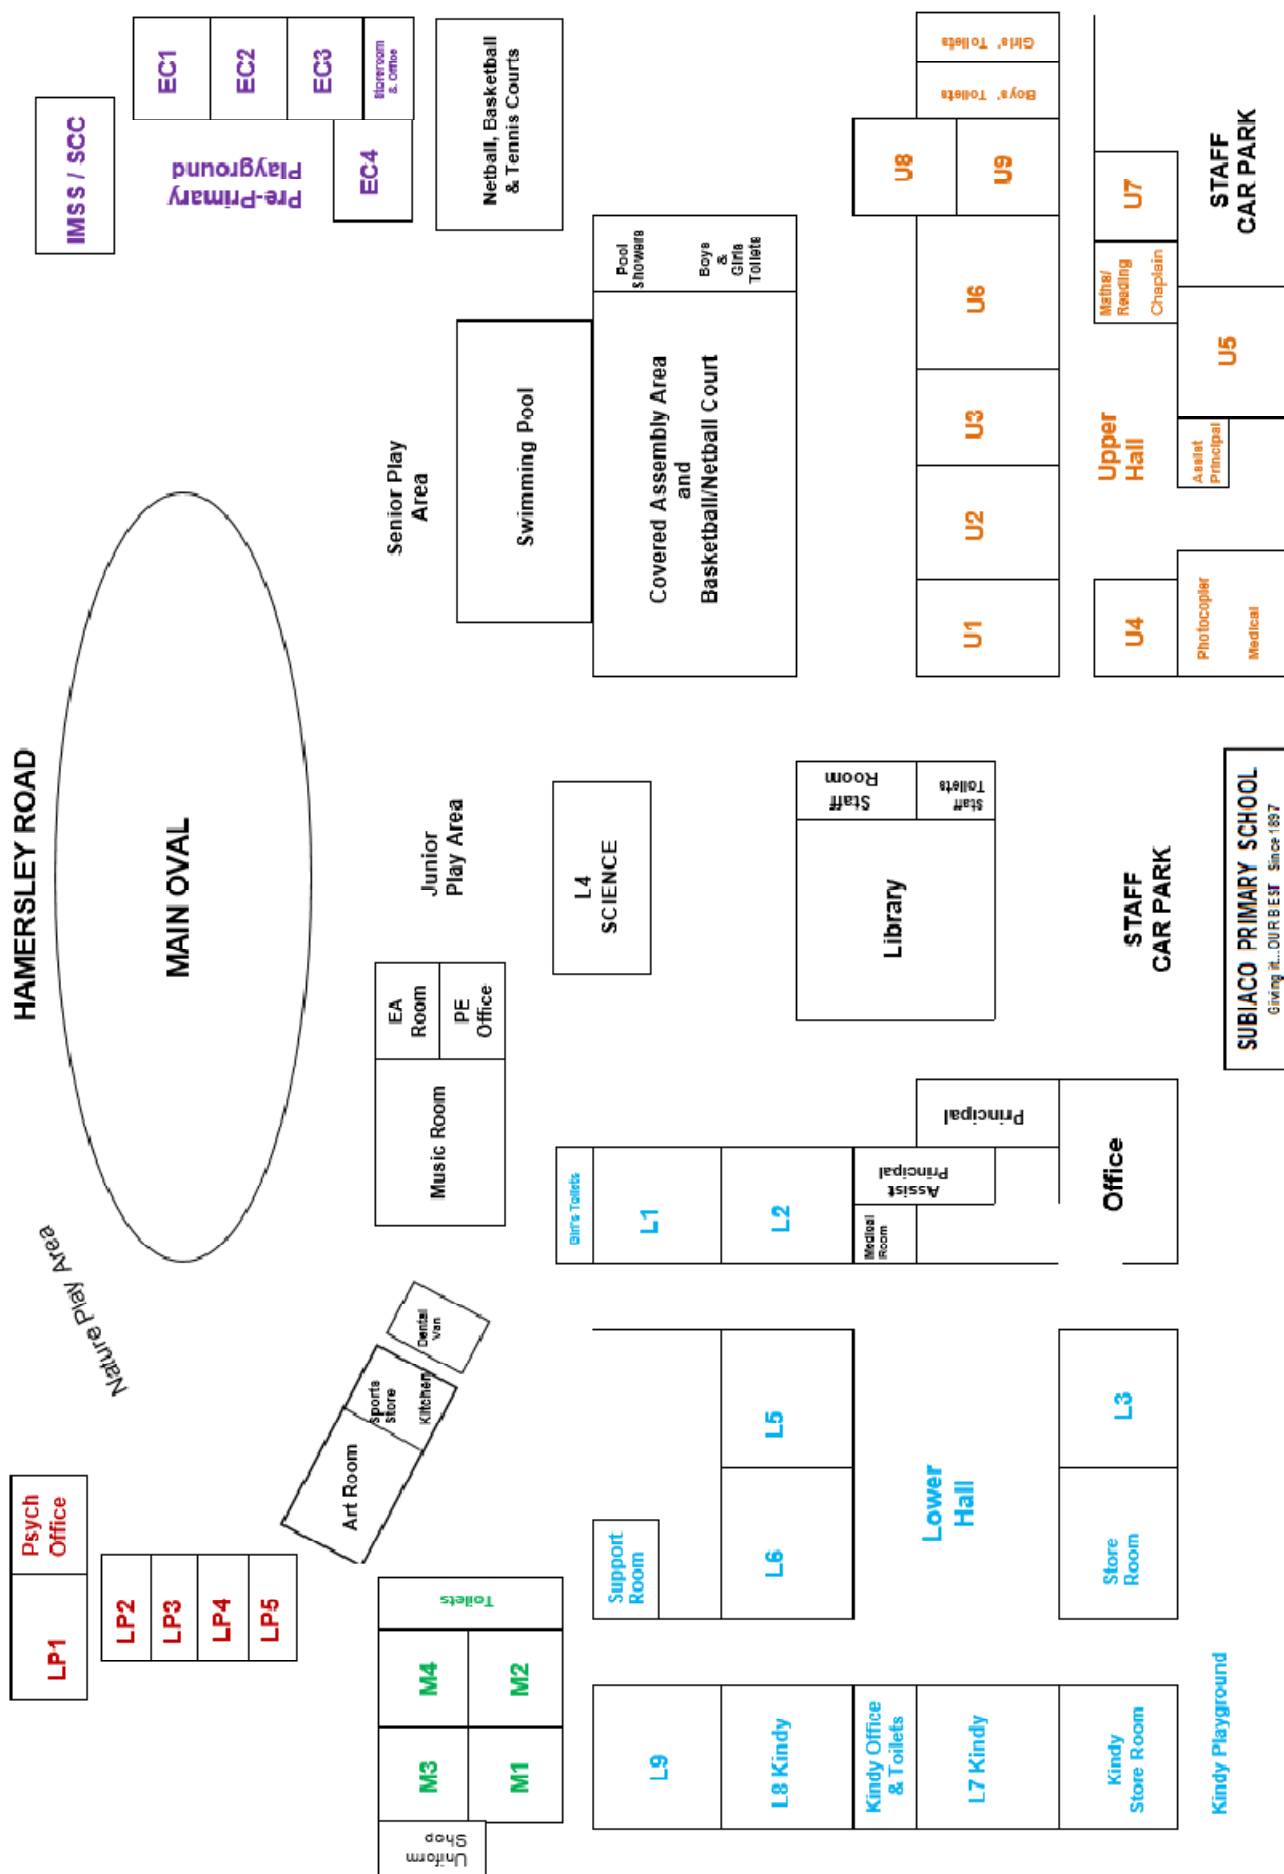 HAMERSLEY ROAD
MAIN OVAL
Nature Play Area
Psych
Office
LP1
LP2
LP3
LP4
LP5
IMSS / SCC
Pre-Primary
Playground
EC1
EC2
EC3
Storeroom
& Office
EC4
Netball, Basketball
& Tennis Courts
Senior Play
Area
Junior
Play Area
Swimming Pool
Pool
Showers
Boys
&
Girls
Toilets
Covered Assembly Area
and
Basketball/Netball Court
EA
Room
PE
Office
Music Room
L4
SCIENCE
Dental
Van
Sports
Store
Kitchen
Art Room
Toilets
M4
M2
M3
M1
Uniform
Shop
Girl's Toilets
L1
L2
Medical
Room
Assist
Principal
Principal
Office
Library
Staff
Room
Staff
Toilets
STAFF
CAR PARK
Support
Room
L5
L6
Lower
Hall
L3
Store
Room
L9
L8 Kindy
Kindy Office
& Toilets
L7 Kindy
Kindy
Store Room
Kindy Playground
Girls' Toilets
Boys' Toilets
U8
U9
U6
U3
U2
U1
U7
Maths/
Reading
Chaplain
U5
Upper
Hall
Assist
Principal
U4
Photocopier
Medical
STAFF
CAR PARK
SUBIACO PRIMARY SCHOOL
Giving it...OUR BEST Since 1897